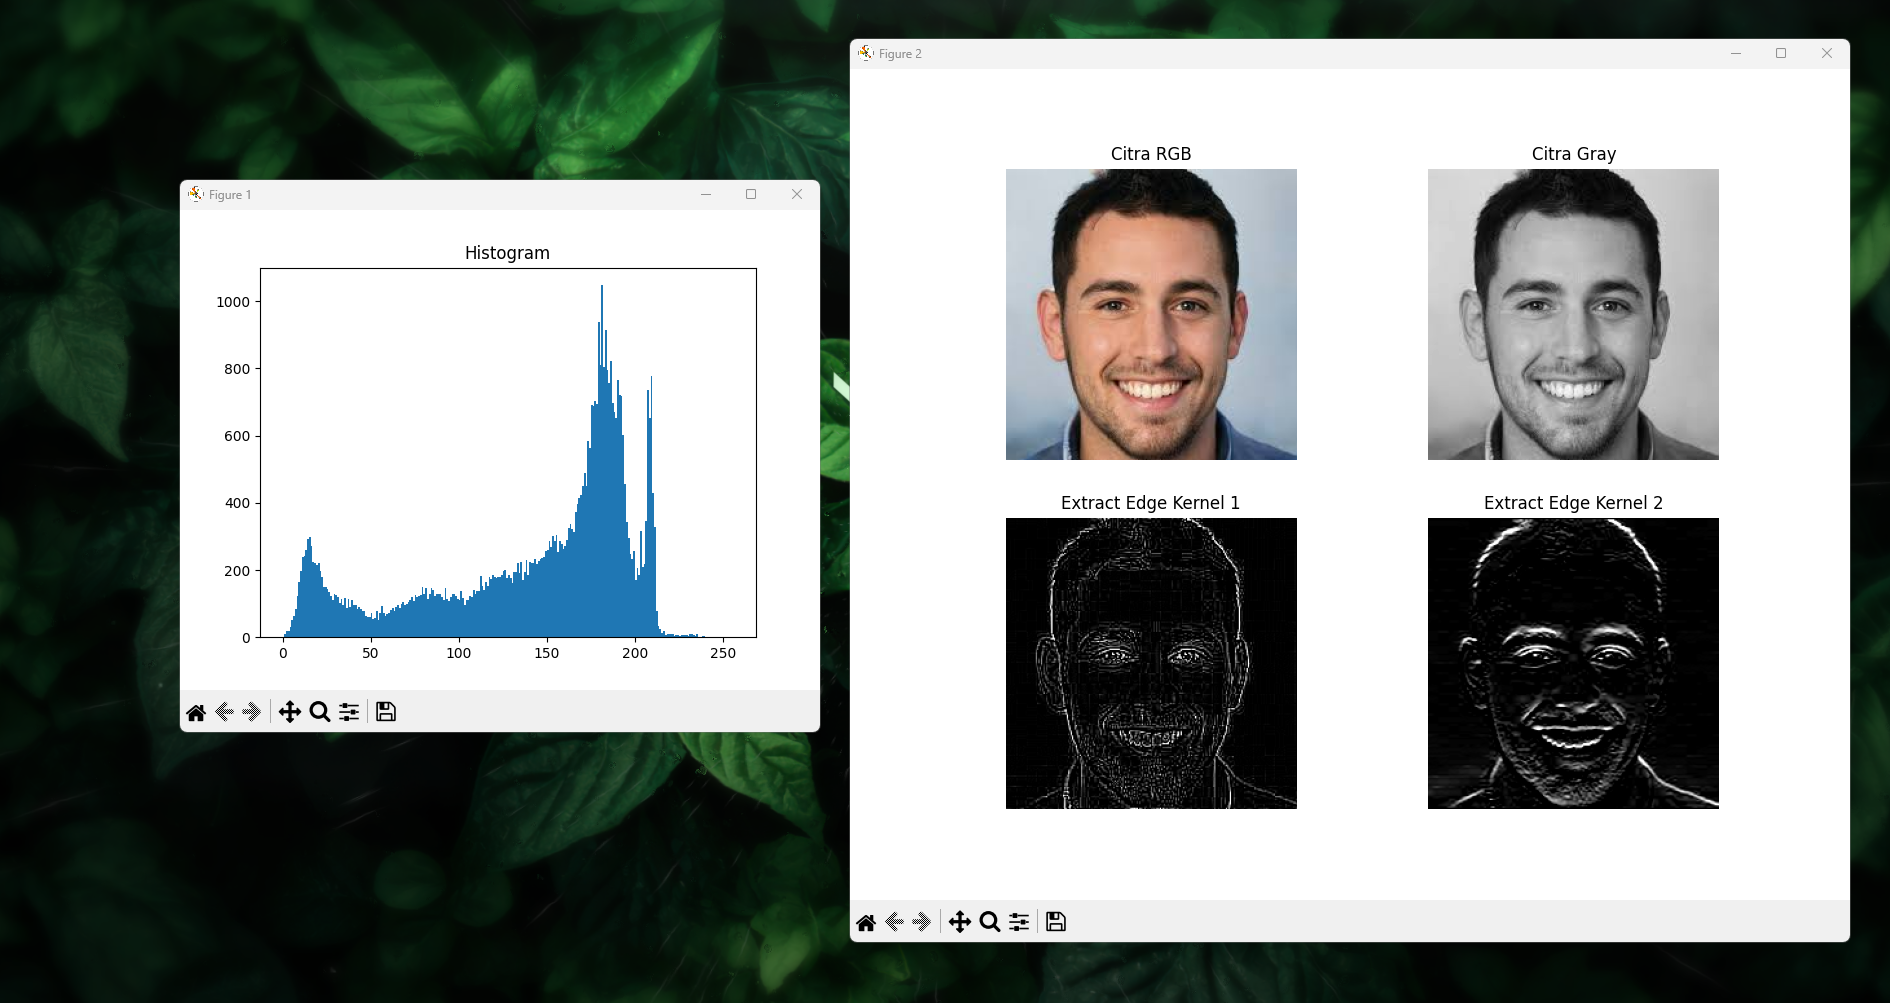 Figure 1
Histogram
1000
800
600
400
200
0
0 50 100 150 200 250
Figure 2
Citra RGB
Citra Gray
Extract Edge Kernel 1
Extract Edge Kernel 2